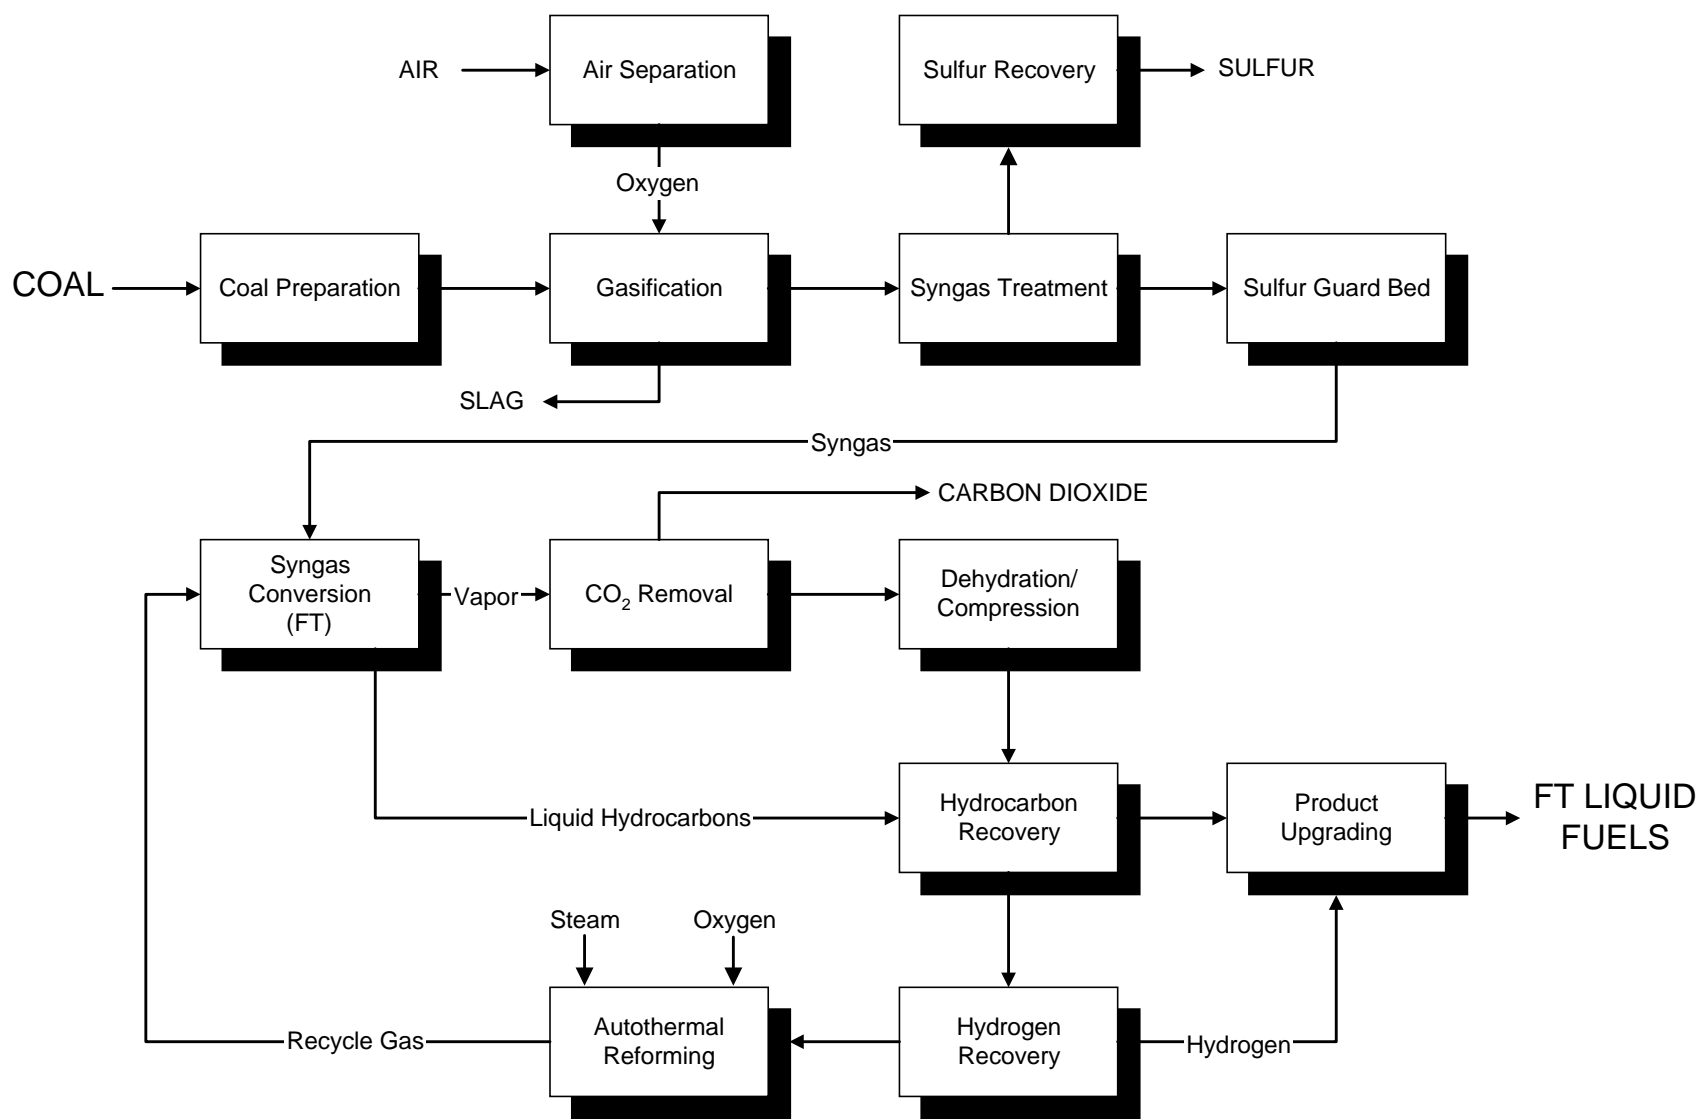 AIR
Air Separation
Sulfur Recovery
SULFUR
Oxygen
COAL
Coal Preparation
Gasification
Syngas Treatment
Sulfur Guard Bed
SLAG
Syngas
CARBON DIOXIDE
Syngas
Conversion
(FT)
Vapor
CO₂ Removal
Dehydration/
Compression
Liquid Hydrocarbons
Hydrocarbon
Recovery
Product
Upgrading
FT LIQUID
FUELS
Steam
Oxygen
Recycle Gas
Autothermal
Reforming
Hydrogen
Recovery
Hydrogen